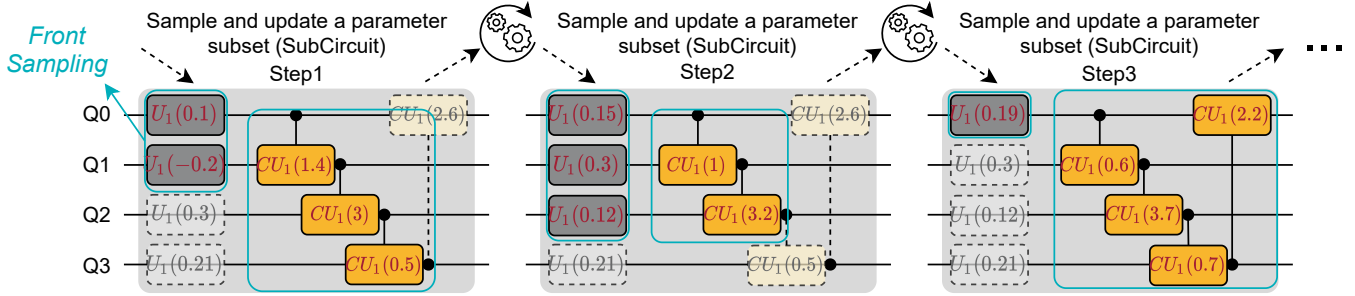 Sample and update a parameter
subset (SubCircuit)
Step1
Sample and update a parameter
subset (SubCircuit)
Step2
Sample and update a parameter
subset (SubCircuit)
Step3
...
Front
Sampling
Q0
Q1
Q2
Q3
U₁(0.1)
U₁(−0.2)
U₁(0.3)
U₁(0.21)
CU₁(2.6)
CU₁(1.4)
CU₁(3)
CU₁(0.5)
U₁(0.15)
U₁(0.3)
U₁(0.12)
U₁(0.21)
CU₁(2.6)
CU₁(1)
CU₁(3.2)
CU₁(0.5)
U₁(0.19)
U₁(0.3)
U₁(0.12)
U₁(0.21)
CU₁(2.2)
CU₁(0.6)
CU₁(3.7)
CU₁(0.7)